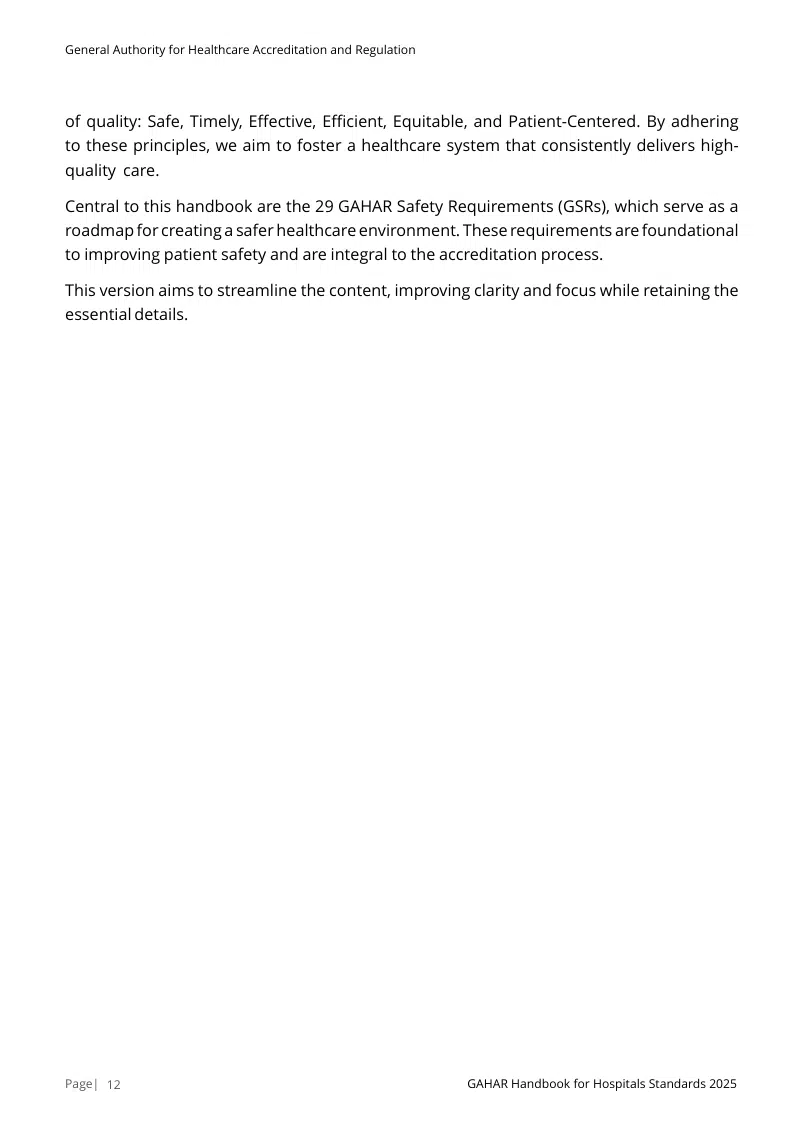 General Authority for Healthcare Accreditation and Regulation
of quality: Safe, Timely, Effective, Efficient, Equitable, and Patient-Centered. By adhering
to these principles, we aim to foster a healthcare system that consistently delivers high-
quality care.
Central to this handbook are the 29 GAHAR Safety Requirements (GSRs), which serve as a
roadmap for creating a safer healthcare environment. These requirements are foundational
to improving patient safety and are integral to the accreditation process.
This version aims to streamline the content, improving clarity and focus while retaining the
essential details.
Page| 12
GAHAR Handbook for Hospitals Standards 2025